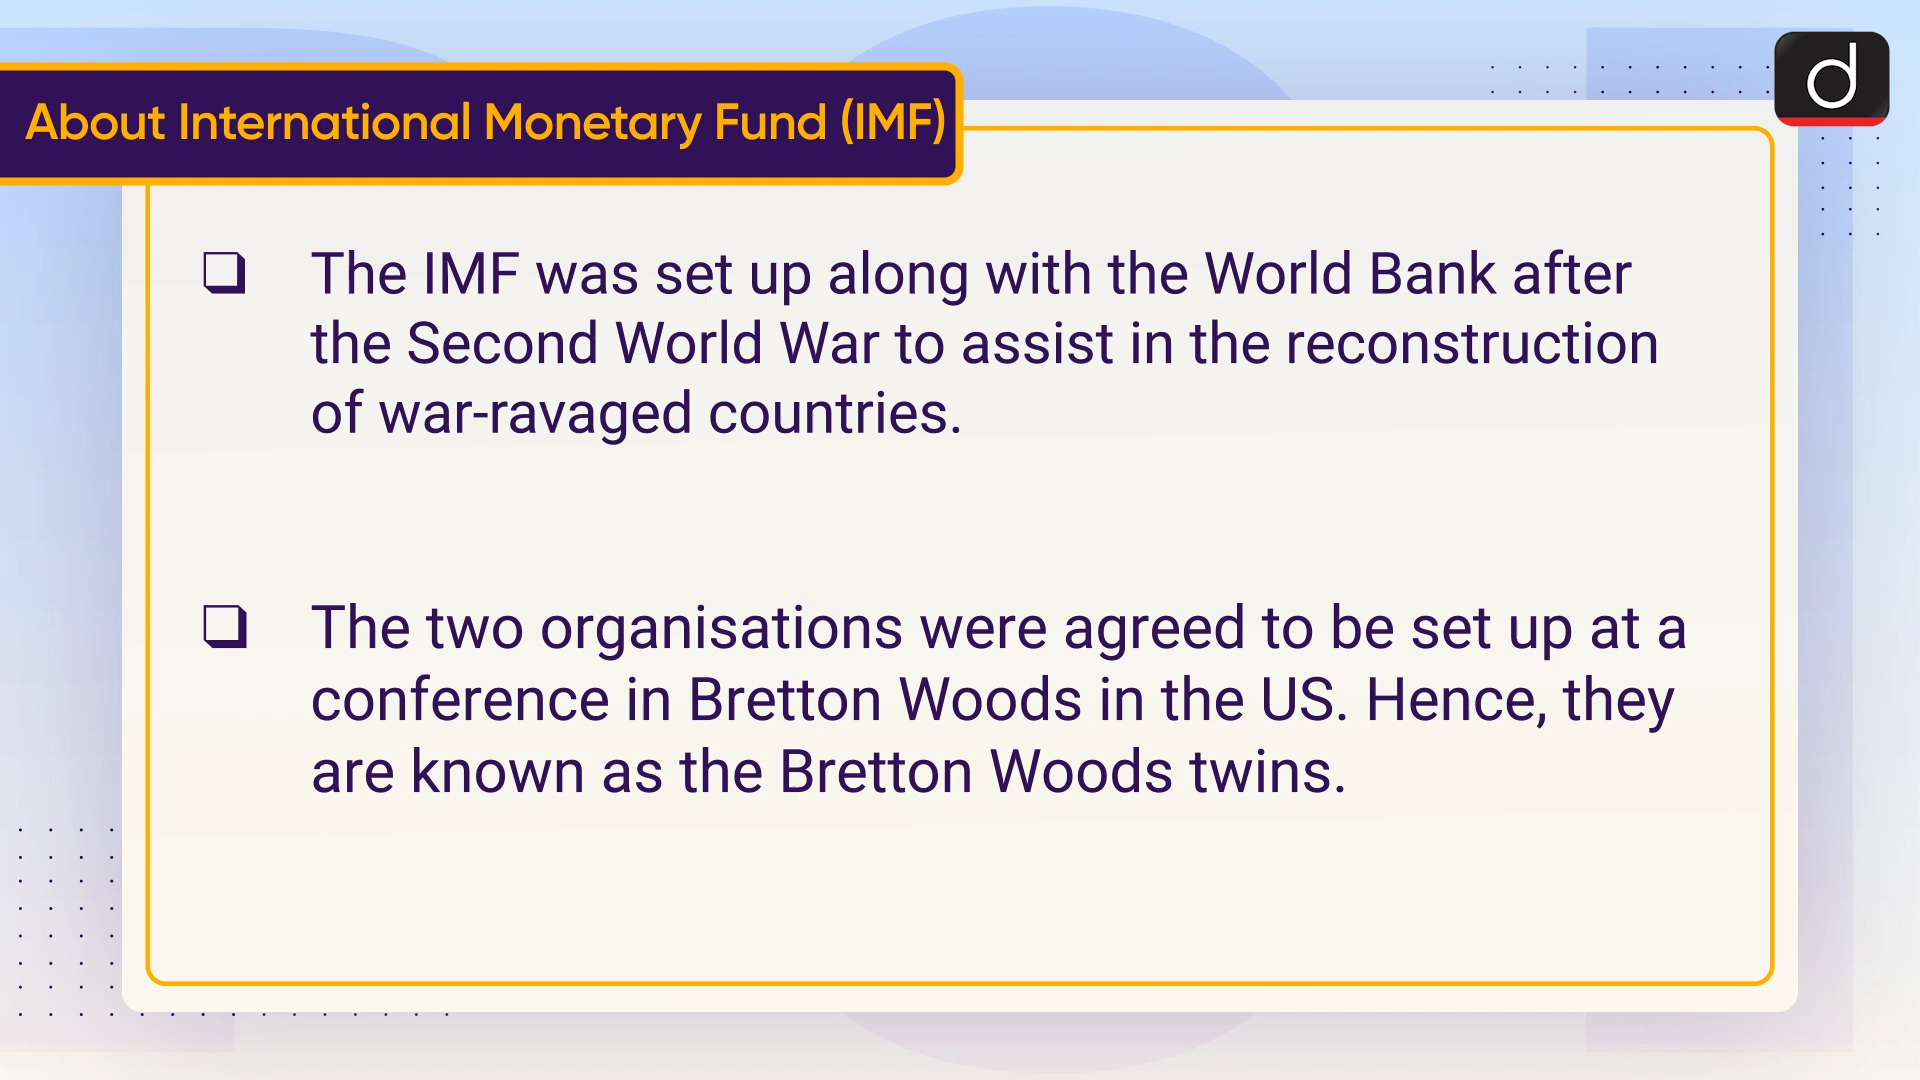 About International Monetary Fund (IMF)
d
❑ The IMF was set up along with the World Bank after
the Second World War to assist in the reconstruction
of war-ravaged countries.
❑ The two organisations were agreed to be set up at a
conference in Bretton Woods in the US. Hence, they
are known as the Bretton Woods twins.